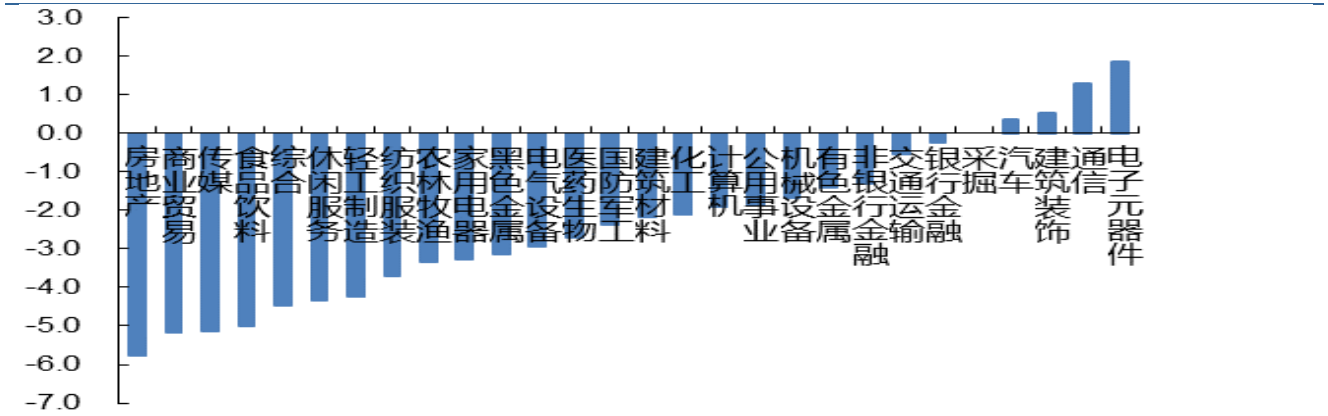 3.0
2.0
1.0
0.0
-1.0
-2.0
-3.0
-4.0
-5.0
-6.0
-7.0
房地产
商业贸易
传媒
食品饮料
综合
休闲服务
轻工制造
纺织服装
农林牧渔
家用电器
黑色金属
电气设备
医药生物
国防军工
建筑材料
化工
计算机
公用事业
机械设备
有色金属
非银行金融
交通运输
银行金融
采掘
汽车
建筑装饰
通信
电子元器件